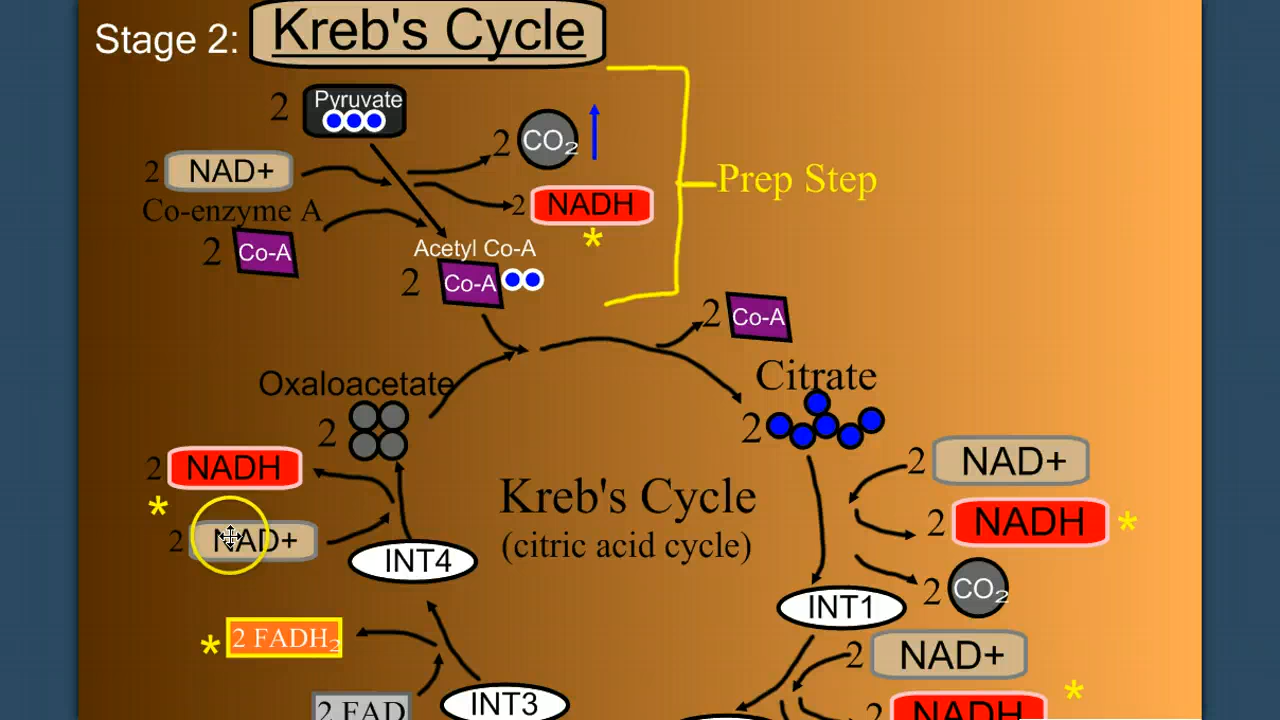 Stage 2: Kreb's Cycle
2 Pyruvate
2 CO₂
2 NAD+
2 NADH
*
Prep Step
Co-enzyme A
2 Co-A
Acetyl Co-A
2 Co-A
2 Co-A
Oxaloacetate
2
Citrate
2
2 NADH
*
2 NAD+
Kreb's Cycle
(citric acid cycle)
2 NAD+
2 NADH *
2 CO₂
INT4
INT1
* 2 FADH₂
2 NAD+
2 FAD
INT3
2 NADH
*